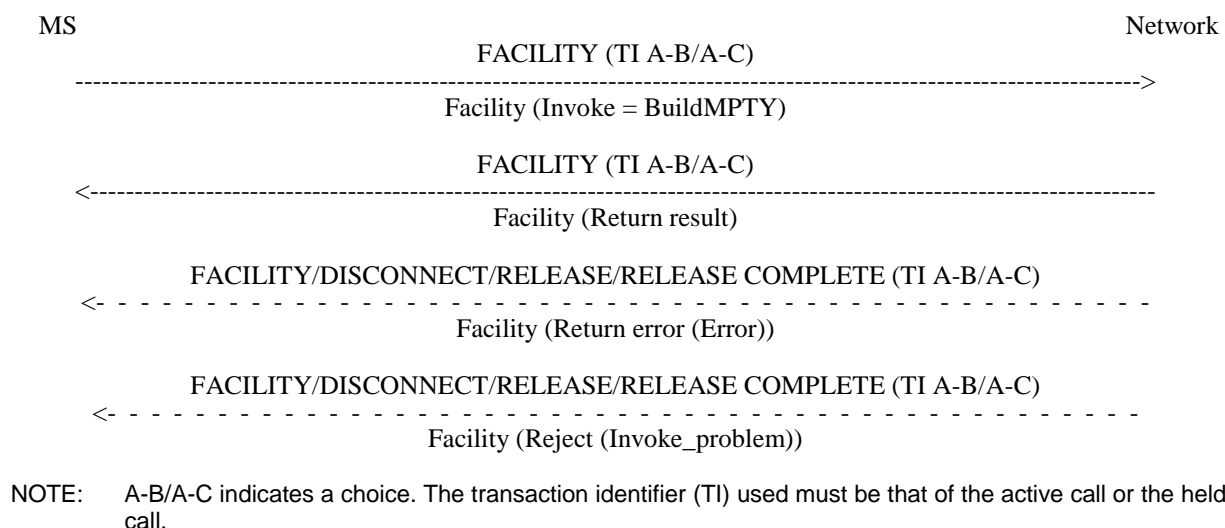 MS Network
FACILITY (TI A-B/A-C)
------------------------------------------------------------------------------------------------------------------------>
Facility (Invoke = BuildMPTY)
FACILITY (TI A-B/A-C)
<------------------------------------------------------------------------------------------------------------------------
Facility (Return result)
FACILITY/DISCONNECT/RELEASE/RELEASE COMPLETE (TI A-B/A-C)
<- - - - - - - - - - - - - - - - - - - - - - - - - - - - - - - - - - - - -
Facility (Return error (Error))
FACILITY/DISCONNECT/RELEASE/RELEASE COMPLETE (TI A-B/A-C)
<- - - - - - - - - - - - - - - - - - - - - - - - - - - - - - - - - - - -
Facility (Reject (Invoke_problem))
NOTE: A-B/A-C indicates a choice. The transaction identifier (TI) used must be that of the active call or the held
call.